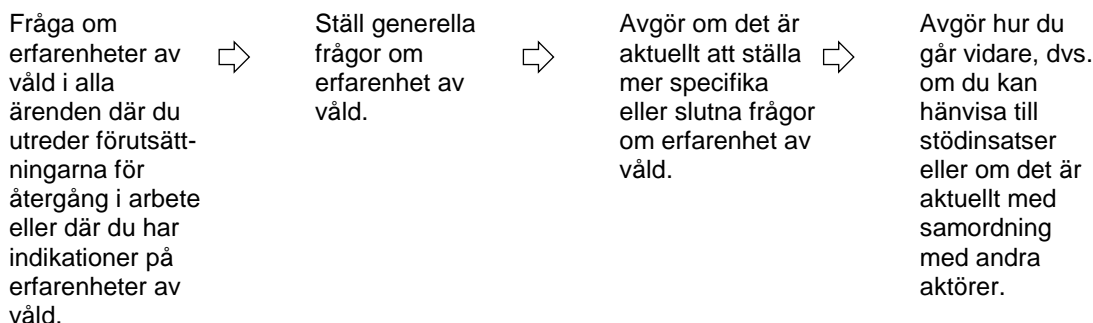 Fråga om
erfarenheter av
våld i alla
ärenden där du
utreder förutsätt-
ningarna för
återgång i arbete
eller där du har
indikationer på
erfarenheter av
våld.
Ställ generella
frågor om
erfarenhet av
våld.
Avgör om det är
aktuellt att ställa
mer specifika
eller slutna frågor
om erfarenhet av
våld.
Avgör hur du
går vidare, dvs.
om du kan
hänvisa till
stödinsatser
eller om det är
aktuellt med
samordning
med andra
aktörer.